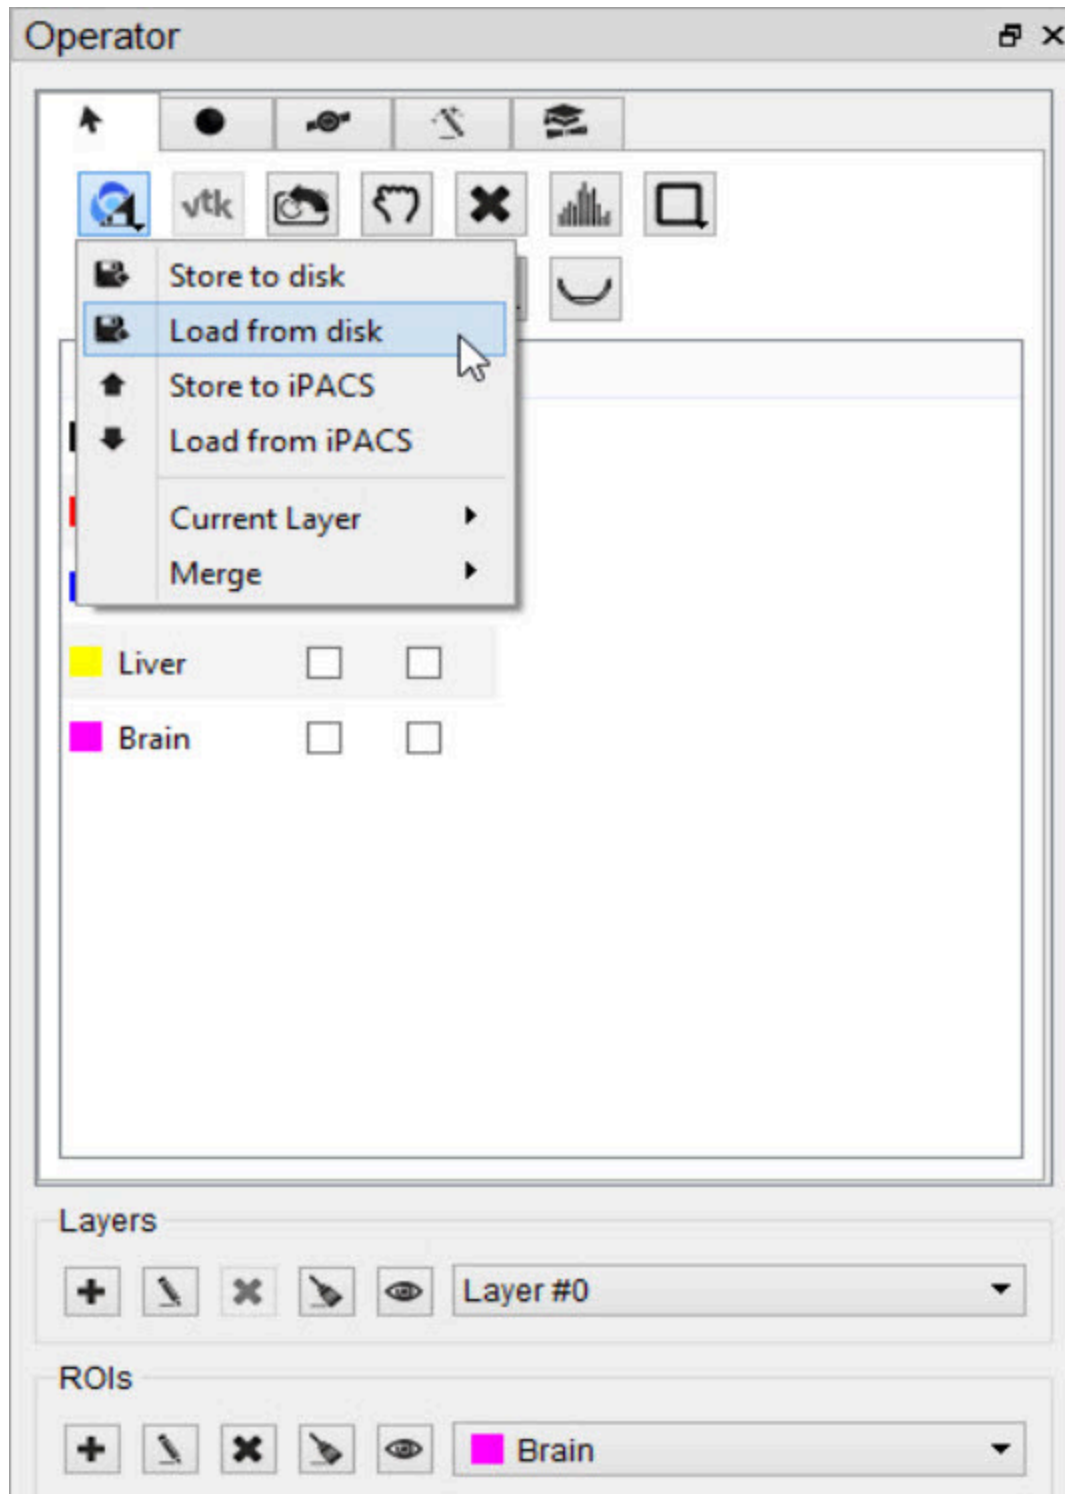 Operator
vtk
Store to disk
Load from disk
Store to iPACS
Load from iPACS
Current Layer
Merge
Liver
Brain
Layers
Layer #0
ROIs
Brain